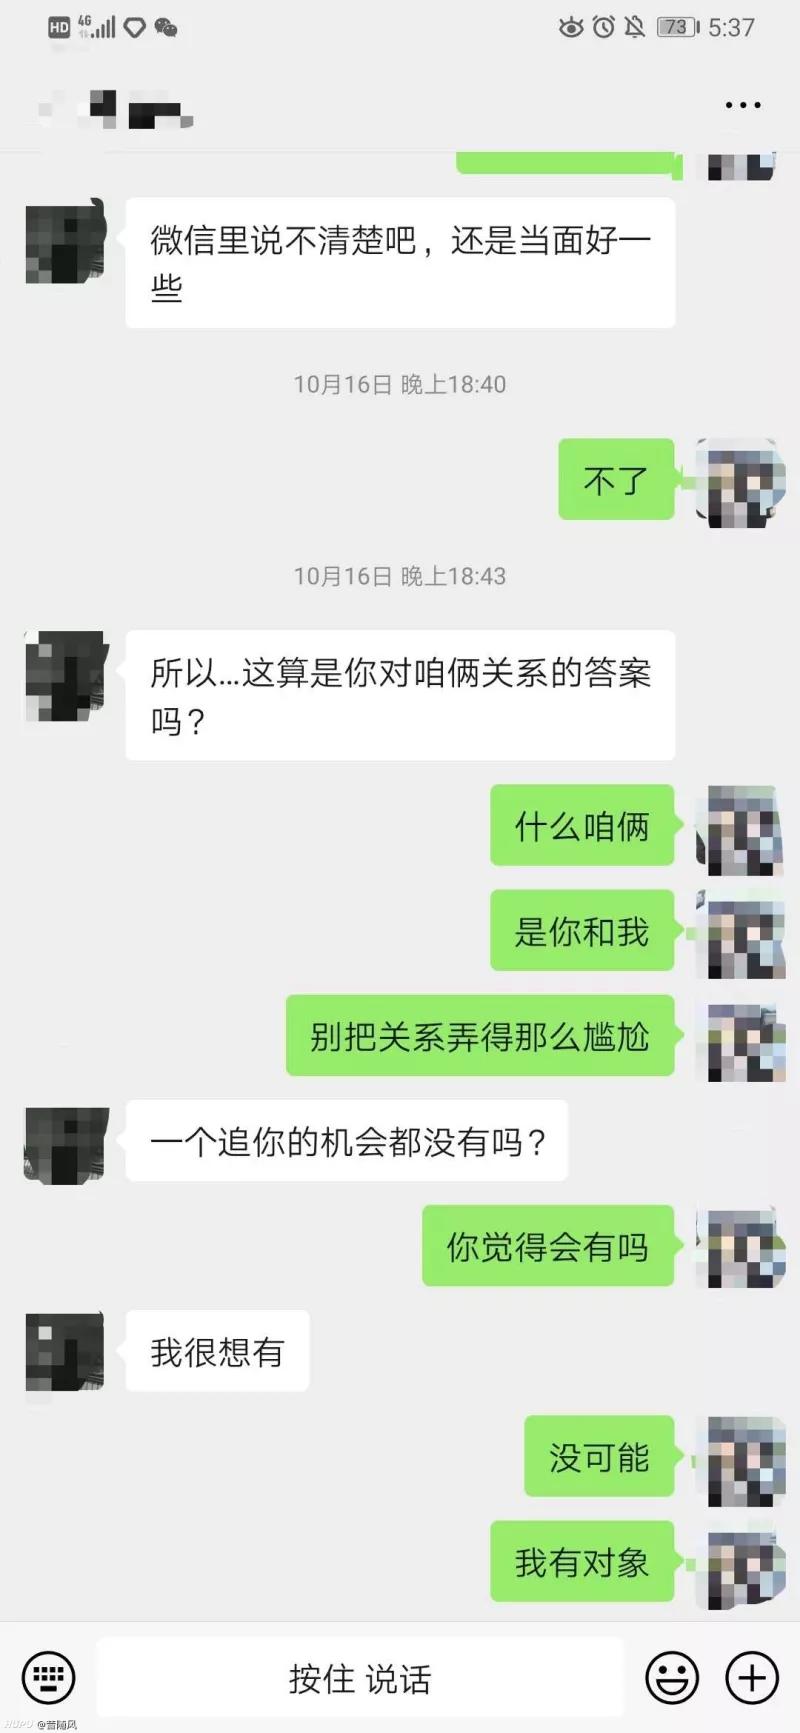 HD 4G 73 5:37
微信里说不清楚吧，还是当面好一
些
10月16日 晚上18:40
不了
10月16日 晚上18:43
所以...这算是你对咱俩关系的答案
吗？
什么咱俩
是你和我
别把关系弄得那么尴尬
一个追你的机会都没有吗？
你觉得会有吗
我很想有
没可能
我有对象
按住 说话
HUPU @昔随风